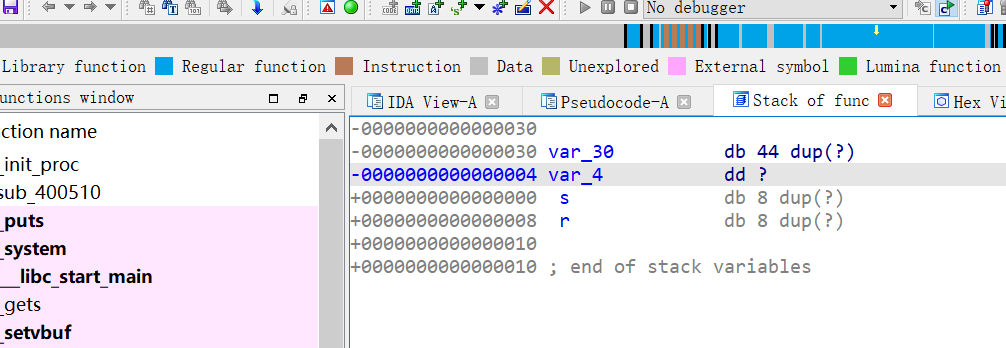 No debugger
Library function Regular function Instruction Data Unexplored External symbol Lumina function
unctions window
IDA View-A Pseudocode-A Stack of func Hex Vi
ction name
_init_proc
sub_400510
_puts
_system
__libc_start_main
_gets
_setvbuf
-0000000000000030
-0000000000000030 var_30 db 44 dup(?)
-0000000000000004 var_4 dd ?
+0000000000000000 s db 8 dup(?)
+0000000000000008 r db 8 dup(?)
+0000000000000010
+0000000000000010 ; end of stack variables